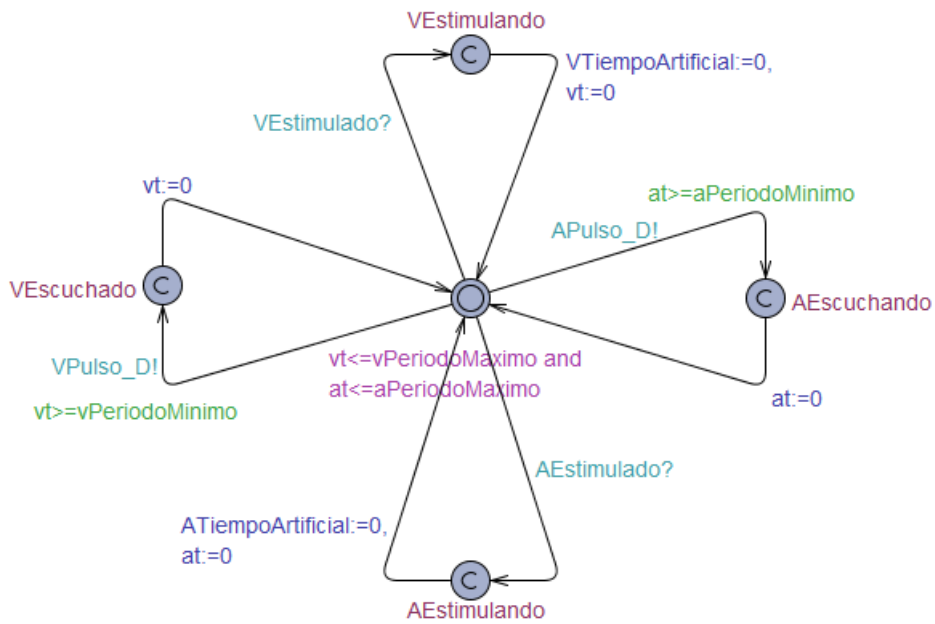 VEstimulando
C
VTiempoArtificial:=0,
vt:=0
VEstimulado?
vt:=0
at>=aPeriodoMinimo
APulso_D!
VEscuchado
C
C
AEscuchando
vt<=vPeriodoMaximo and
at<=aPeriodoMaximo
VPulso_D!
vt>=vPeriodoMinimo
at:=0
AEstimulado?
ATiempoArtificial:=0,
at:=0
C
AEstimulando